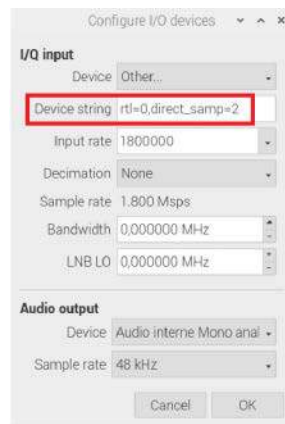 Configure I/O devices
I/Q input
Device Other...
Device string rtl=0,direct_samp=2
Input rate 1800000
Decimation None
Sample rate 1.800 Msps
Bandwidth 0,000000 MHz
LNB LO 0,000000 MHz
Audio output
Device Audio interne Mono anal
Sample rate 48 kHz
Cancel OK